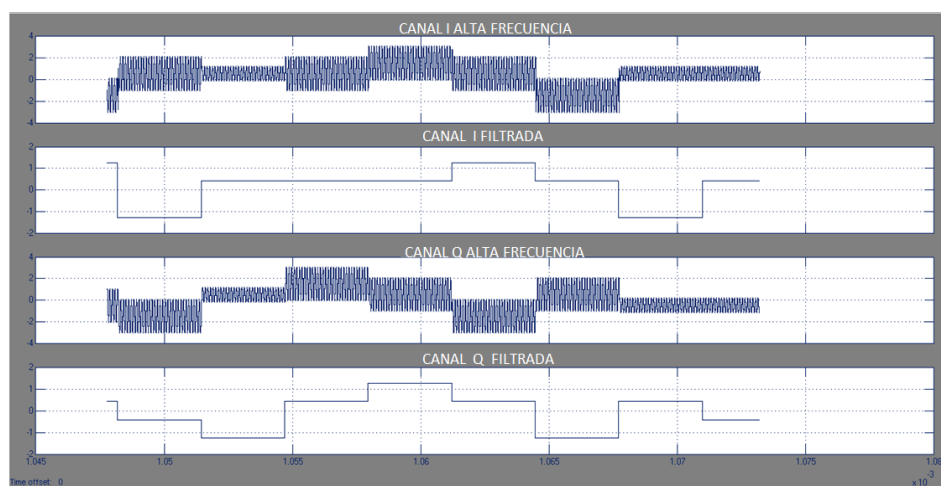 CANAL I ALTA FRECUENCIA
4
2
0
-2
-4
CANAL I FILTRADA
2
1
0
-1
-2
CANAL Q ALTA FRECUENCIA
4
2
0
-2
-4
CANAL Q FILTRADA
2
1
0
-1
-2
1.045 1.05 1.055 1.06 1.065 1.07 1.075 1.08
Time offset: 0
x 10 -3